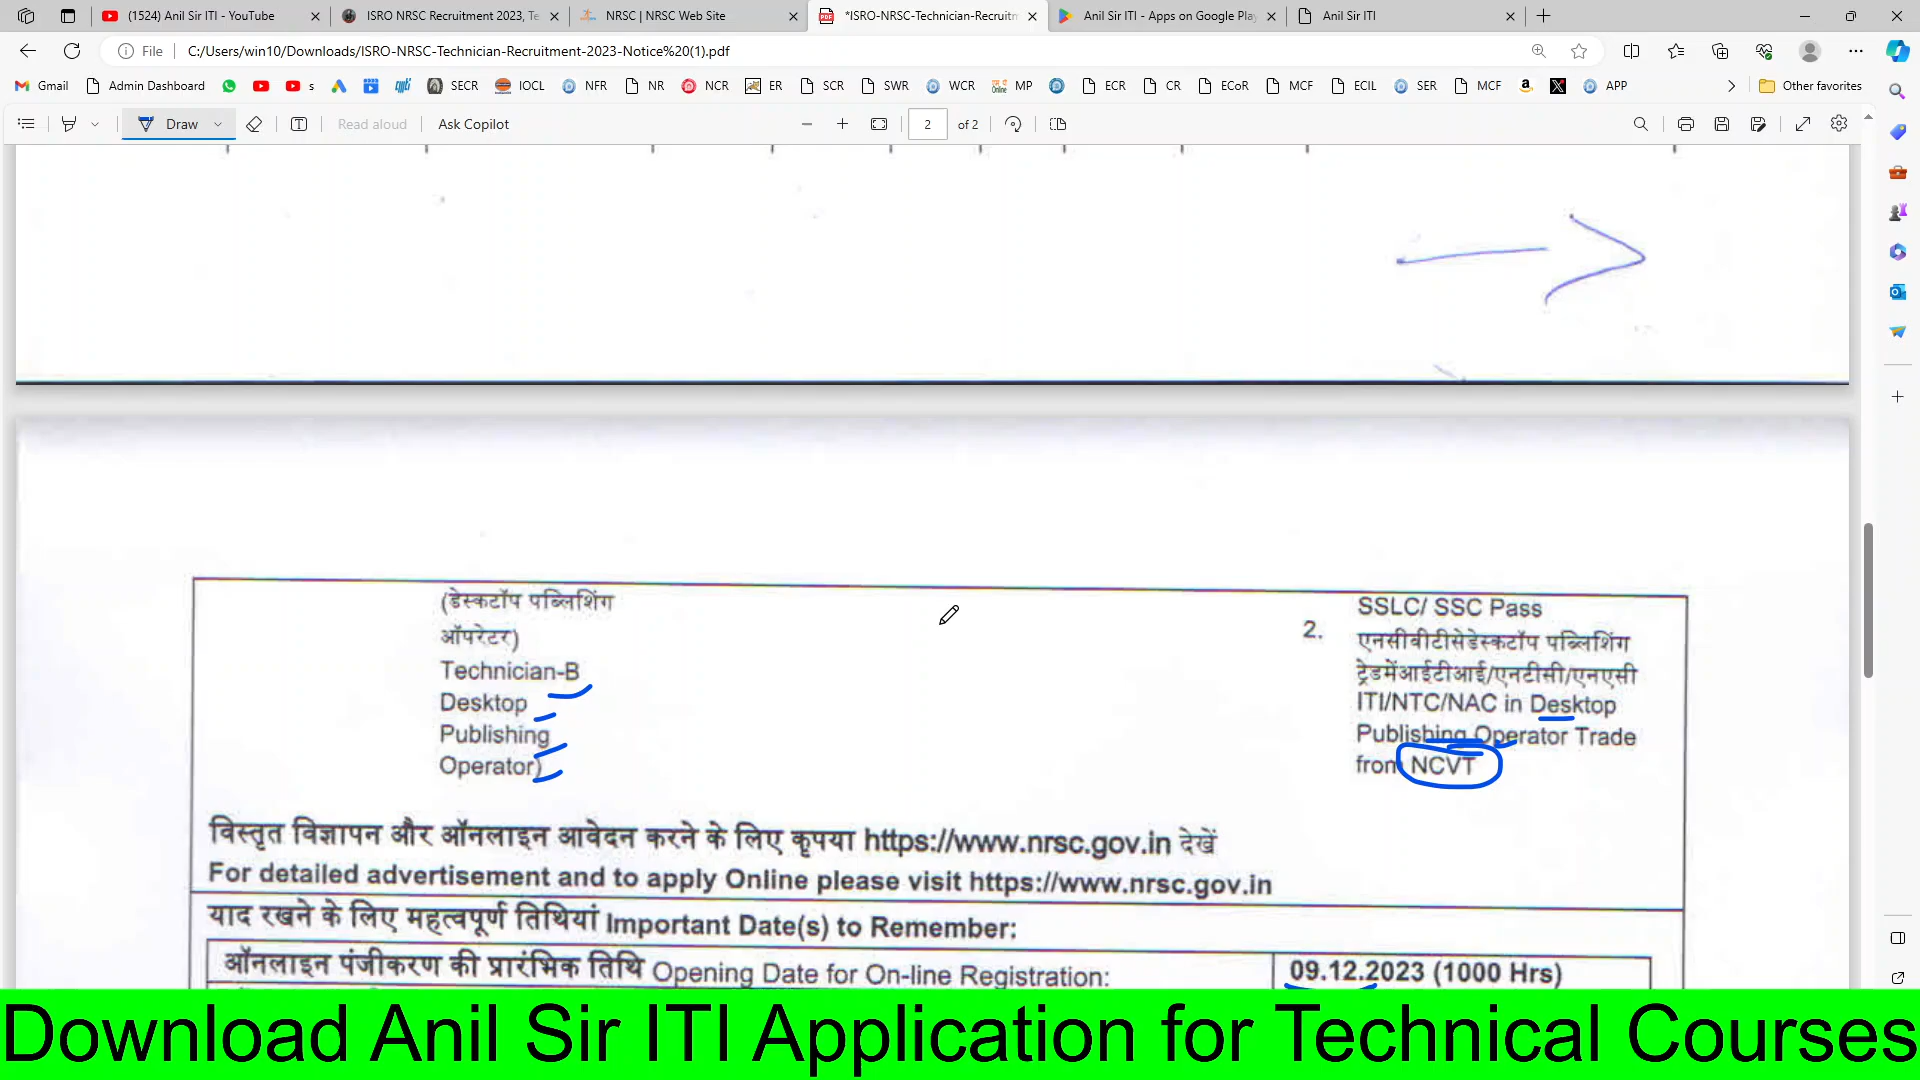 (1524) Anil Sir ITI - YouTube
ISRO NRSC Recruitment 2023, Te
NRSC | NRSC Web Site
*ISRO-NRSC-Technician-Recruitm
Anil Sir ITI - Apps on Google Play
Anil Sir ITI
File
C:/Users/win10/Downloads/ISRO-NRSC-Technician-Recruitment-2023-Notice%20(1).pdf
Gmail
Admin Dashboard
s
SECR
IOCL
NFR
NR
NCR
ER
SCR
SWR
WCR
MP
ECR
CR
ECoR
MCF
ECIL
SER
MCF
APP
Other favorites
Draw
Read aloud
Ask Copilot
2
of 2
(डेस्कटॉप पब्लिशिंग
ऑपरेटर)
Technician-B
Desktop
Publishing
Operator)
2.
SSLC/ SSC Pass
एनसीवीटीसेडेस्कटॉप पब्लिशिंग
ट्रेडमेंआईटीआई/एनटीसी/एनएसी
ITI/NTC/NAC in Desktop
Publishing Operator Trade
from NCVT
विस्तृत विज्ञापन और ऑनलाइन आवेदन करने के लिए कृपया https://www.nrsc.gov.in देखें
For detailed advertisement and to apply Online please visit https://www.nrsc.gov.in
याद रखने के लिए महत्वपूर्ण तिथियां Important Date(s) to Remember:
ऑनलाइन पंजीकरण की प्रारंभिक तिथि Opening Date for On-line Registration:
09.12.2023 (1000 Hrs)
Download Anil Sir ITI Application for Technical Courses